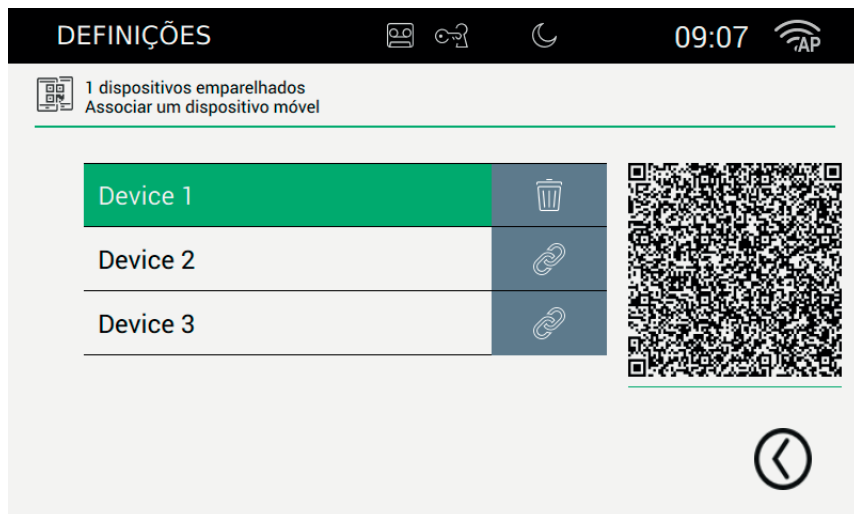 DEFINIÇÕES 09:07 AP
1 dispositivos emparelhados
Associar um dispositivo móvel
Device 1
Device 2
Device 3